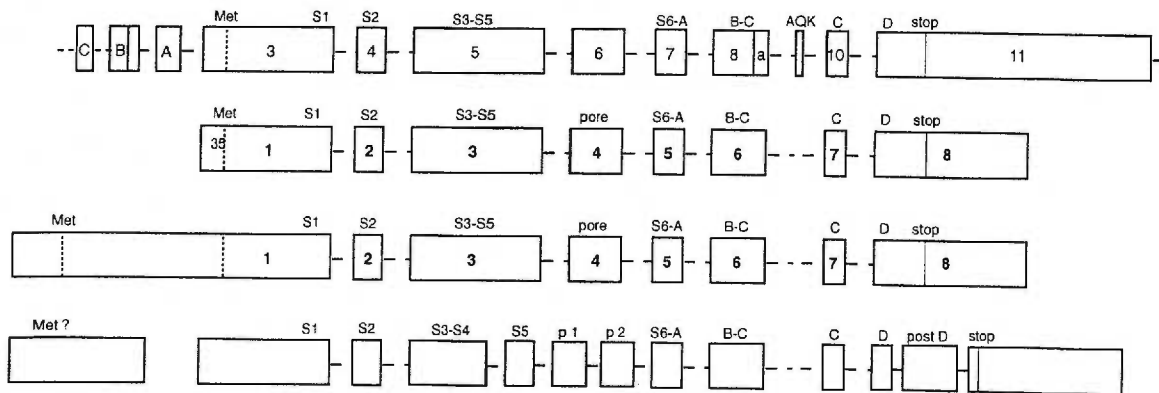 Met S1 S2 S3-S5 S6-A B-C AQK C D stop
C B A 3 4 5 6 7 8 a 10 11
Met S1 S2 S3-S5 pore S6-A B-C C D stop
35 1 2 3 4 5 6 7 8
Met S1 S2 S3-S5 pore S6-A B-C C D stop
1 2 3 4 5 6 7 8
Met ? S1 S2 S3-S4 S5 p 1 p 2 S6-A B-C C D post D stop